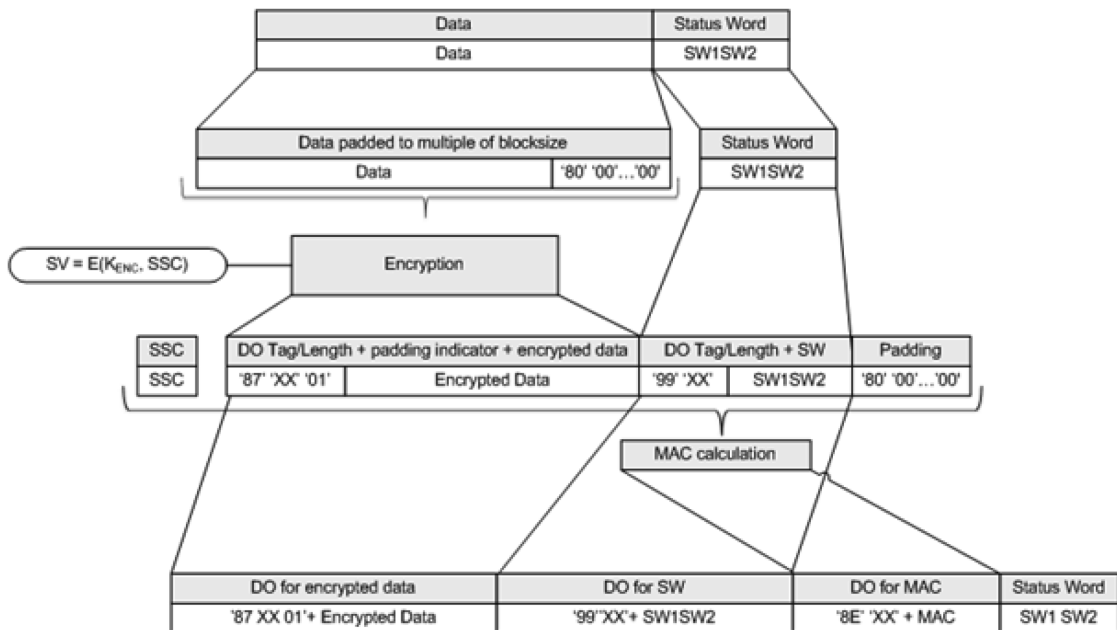 Data Status Word
Data SW1SW2
Data padded to multiple of blocksize Status Word
Data '80' '00'...'00' SW1SW2
SV = E(KENC, SSC) Encryption
SSC DO Tag/Length + padding indicator + encrypted data DO Tag/Length + SW Padding
SSC '87' 'XX' '01' Encrypted Data '99' 'XX' SW1SW2 '80' '00'...'00'
MAC calculation
DO for encrypted data DO for SW DO for MAC Status Word
'87 XX 01'+ Encrypted Data '99''XX'+ SW1SW2 '8E' 'XX' + MAC SW1 SW2